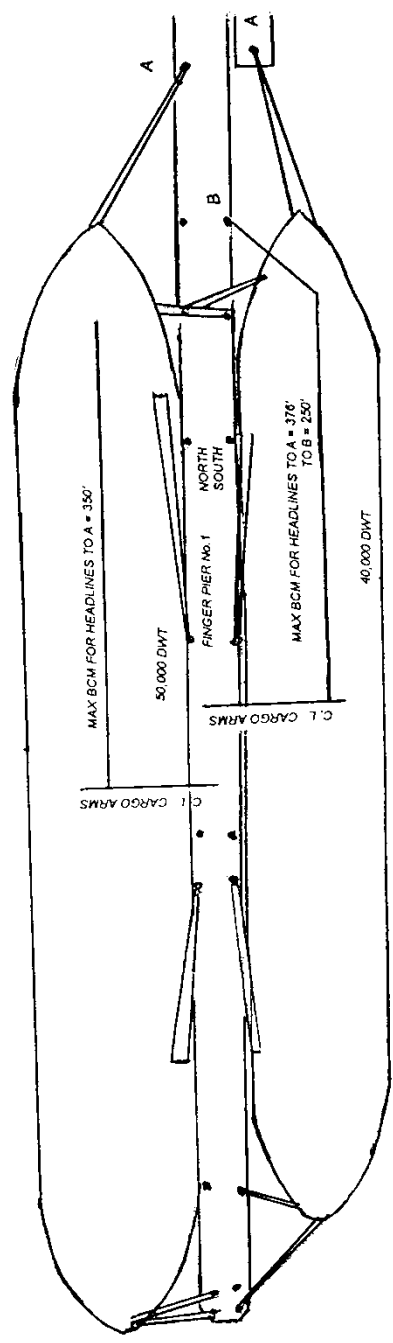 A
A
B
MAX BCM FOR HEADLINES TO A = 350'
50,000 DWT
FINGER PIER No.1
NORTH
SOUTH
MAX BCM FOR HEADLINES TO A = 376'
TO B = 250'
40,000 DWT
C.L. CARGO ARMS
C.L. CARGO ARMS